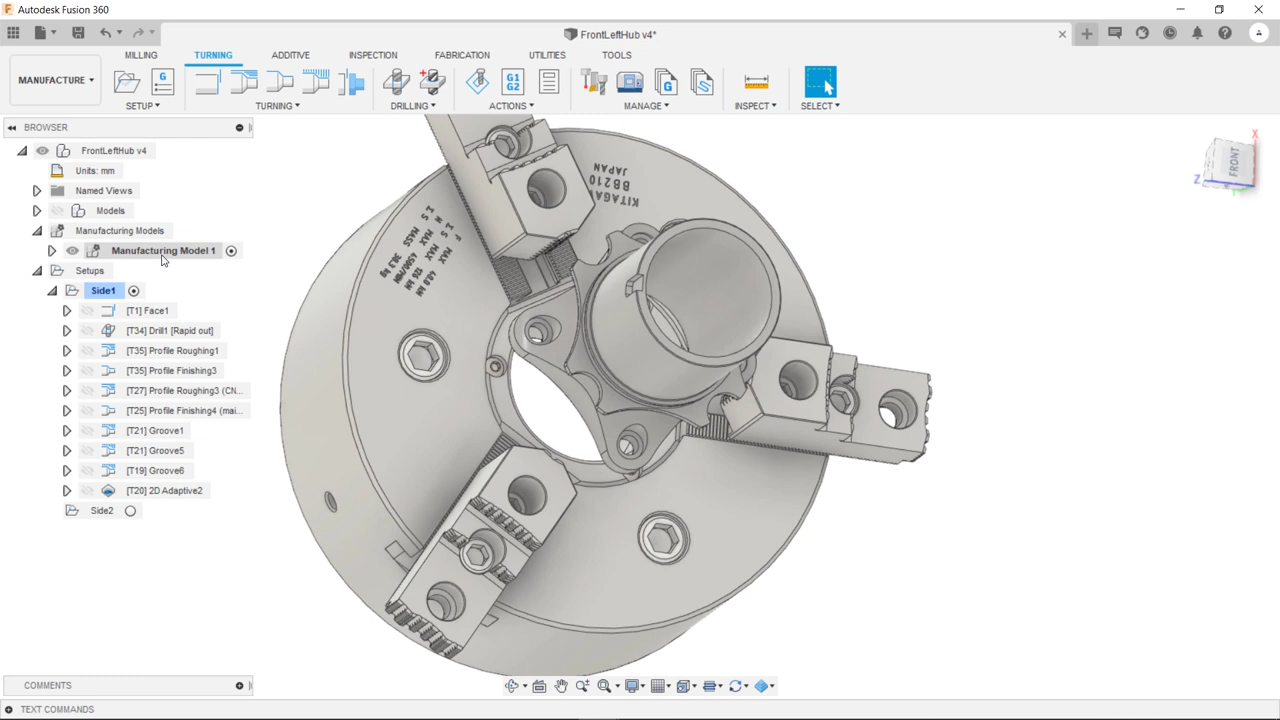 Autodesk Fusion 360
FrontLeftHub v4*
MILLING TURNING ADDITIVE INSPECTION FABRICATION UTILITIES TOOLS
MANUFACTURE
G G1 G2 G
SETUP TURNING DRILLING ACTIONS MANAGE INSPECT SELECT
BROWSER
FrontLeftHub v4
Units: mm
Named Views
Models
Manufacturing Models
Manufacturing Model 1
Setups
Side1
[T1] Face1
[T34] Drill1 [Rapid out]
[T35] Profile Roughing1
[T35] Profile Finishing3
[T27] Profile Roughing3 (CN...
[T25] Profile Finishing4 (mai...
[T21] Groove1
[T21] Groove5
[T19] Groove6
[T20] 2D Adaptive2
Side2
BB210
JAPAN
FRONT
X
Z
COMMENTS
TEXT COMMANDS